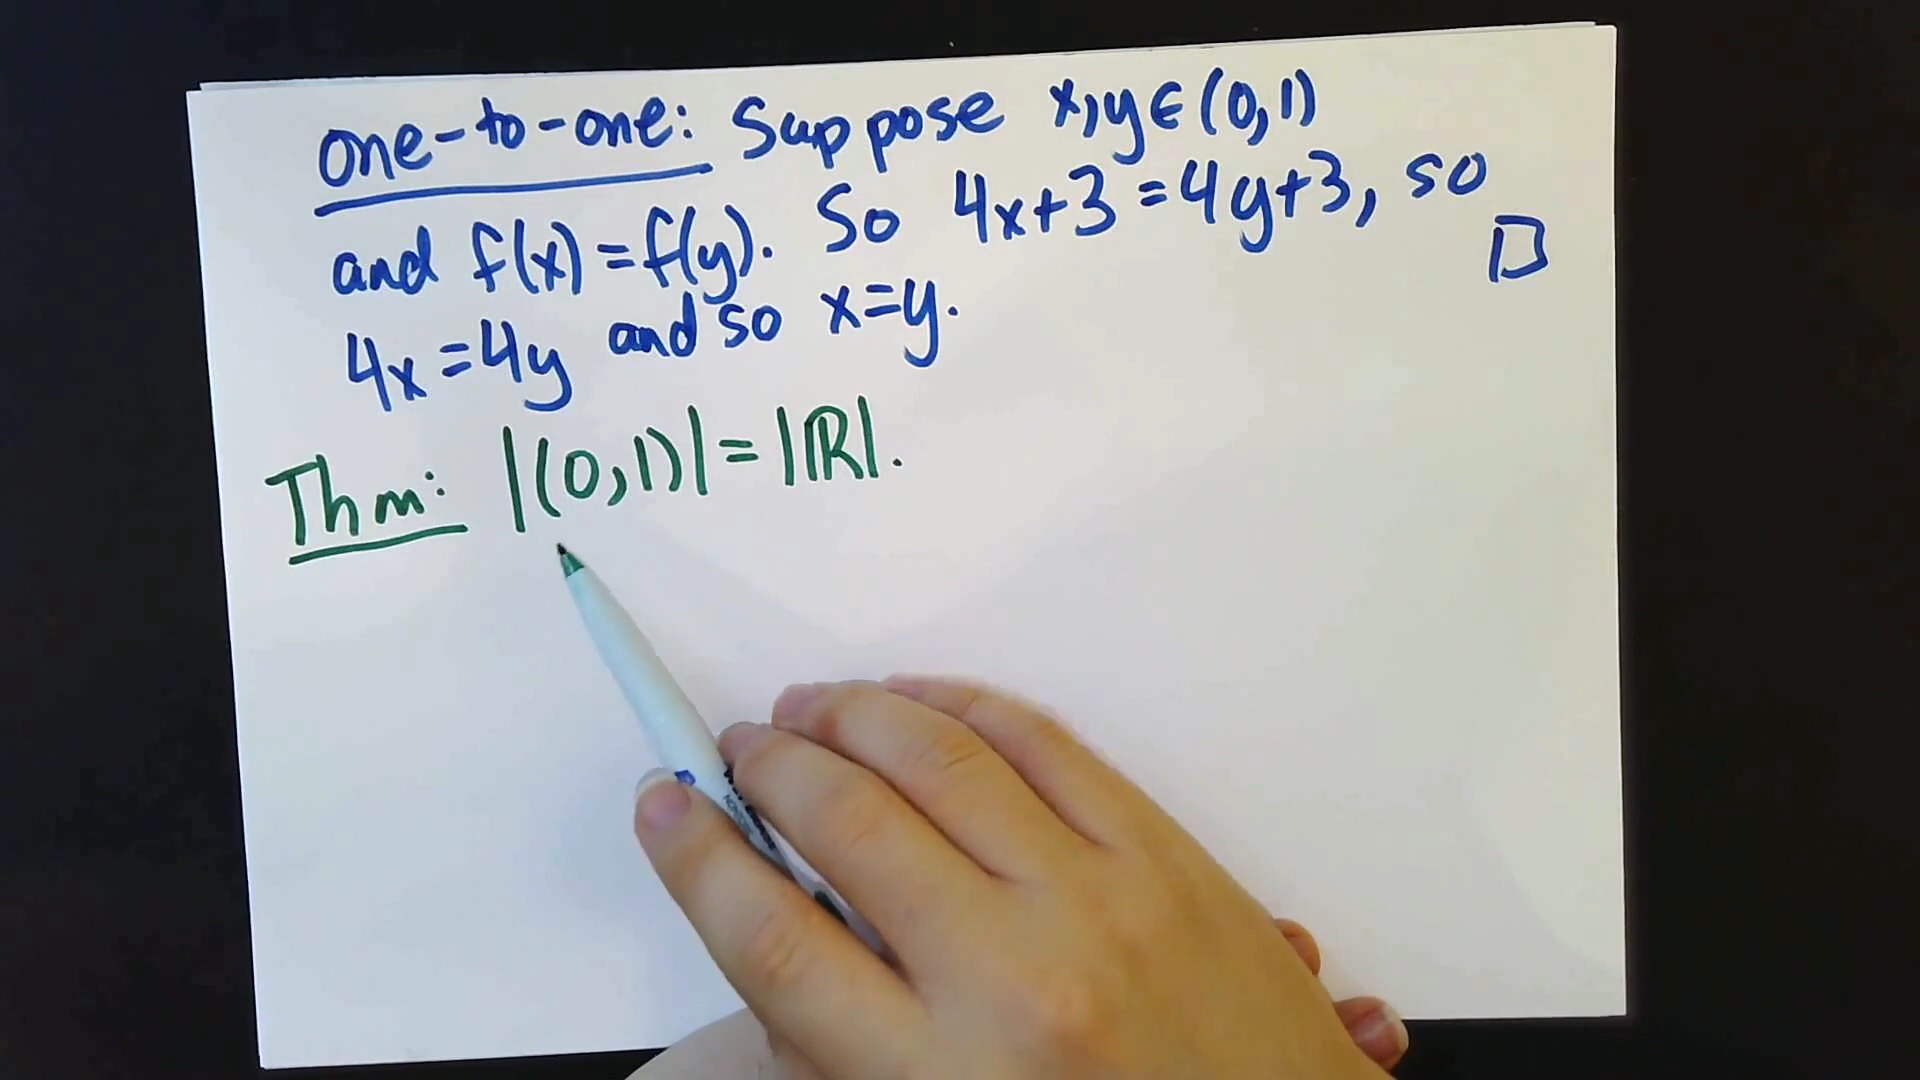 one-to-one: Suppose x,y∈(0,1)
and f(x)=f(y). So 4x+3=4y+3, so
4x=4y and so x=y. □
Thm: |(0,1)|=|ℝ|.